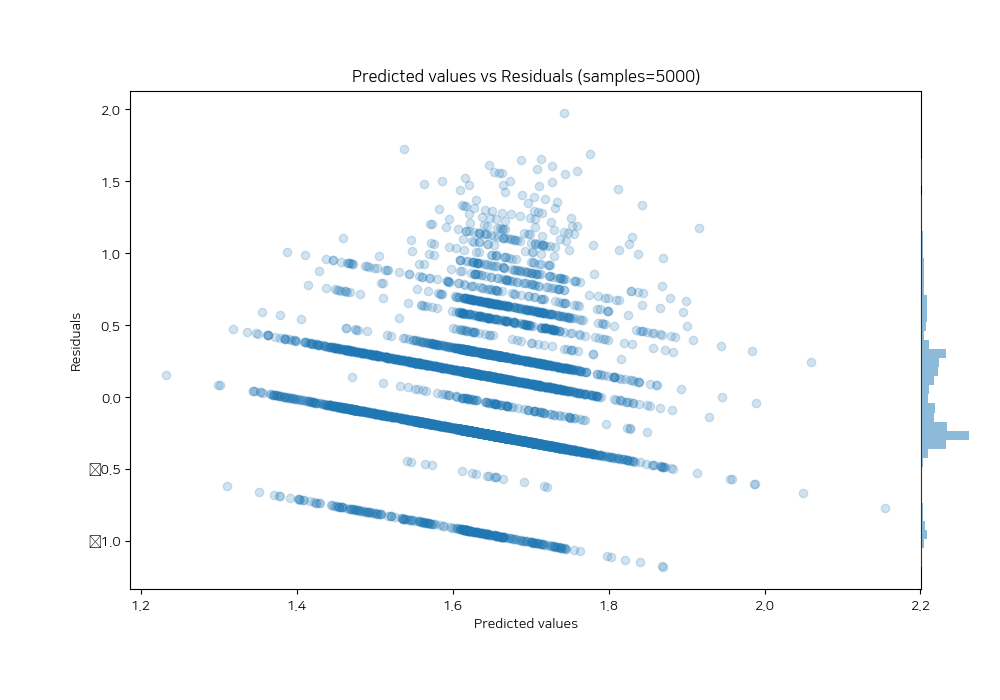 Predicted values vs Residuals (samples=5000)
2.0
1.5
1.0
0.5
0.0
▯0.5
▯1.0
Residuals
1.2 1.4 1.6 1.8 2.0 2.2
Predicted values